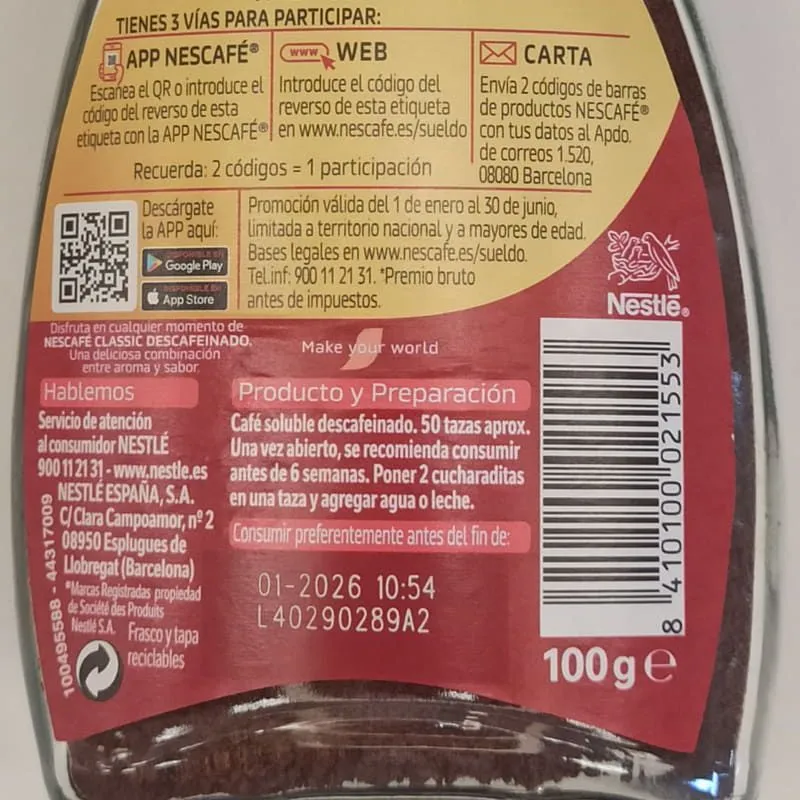 TIENES 3 VÍAS PARA PARTICIPAR:
APP NESCAFÉ®
Escanea el QR o introduce el
código del reverso de esta
etiqueta con la APP NESCAFÉ®
www WEB
Introduce el código del
reverso de esta etiqueta
en www.nescafe.es/sueldo
CARTA
Envía 2 códigos de barras
de productos NESCAFÉ®
con tus datos al Apdo.
de correos 1.520,
08080 Barcelona
Recuerda: 2 códigos = 1 participación
Descárgate
la APP aquí:
DISPONIBLE EN
Google Play
DISPONIBLE EN
App Store
Promoción válida del 1 de enero al 30 de junio,
limitada a territorio nacional y a mayores de edad.
Bases legales en www.nescafe.es/sueldo.
Tel.inf: 900 11 21 31. *Premio bruto
antes de impuestos.
Nestlé®
Disfruta en cualquier momento de
NESCAFÉ CLASSIC DESCAFEINADO.
Una deliciosa combinación
entre aroma y sabor.
Make your world
Hablemos
Servicio de atención
al consumidor NESTLÉ
900 11 21 31 - www.nestle.es
NESTLÉ ESPAÑA, S.A.
C/ Clara Campoamor, nº 2
08950 Esplugues de
Llobregat (Barcelona)
*Marcas Registradas propiedad
de Société des Produits
Nestlé S.A.
Frasco y tapa
reciclables
100495588 - 44317009
Producto y Preparación
Café soluble descafeinado. 50 tazas aprox.
Una vez abierto, se recomienda consumir
antes de 6 semanas. Poner 2 cucharaditas
en una taza y agregar agua o leche.
Consumir preferentemente antes del fin de:
01-2026 10:54
L40290289A2
8 410100 021553
100 g e